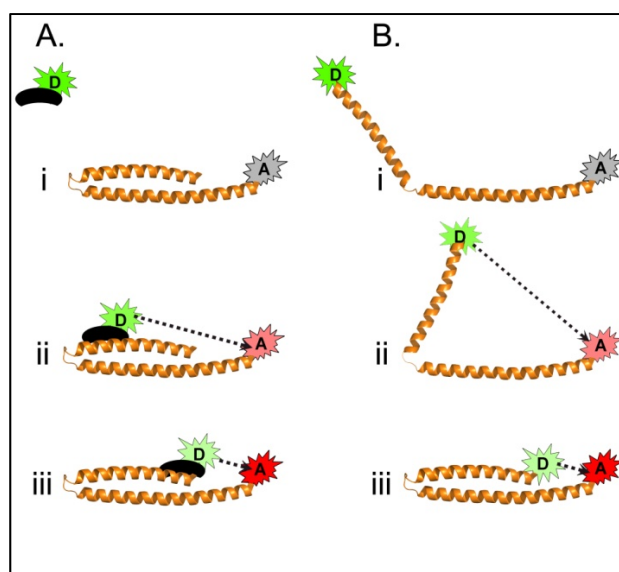 A. B.
D D
i A i A
D
D
ii A ii A
D D
iii A iii A